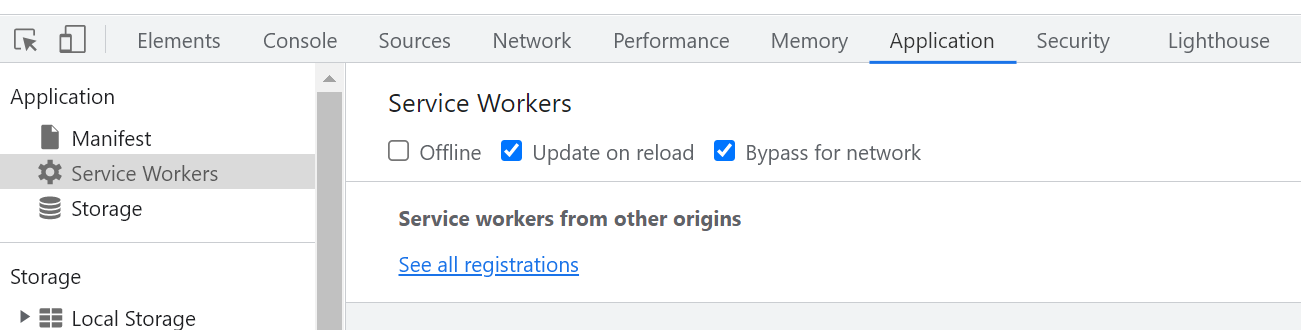 Elements Console Sources Network Performance Memory Application Security Lighthouse
Application
Manifest
Service Workers
Storage
Storage
Local Storage
Service Workers
Offline Update on reload Bypass for network
Service workers from other origins
See all registrations